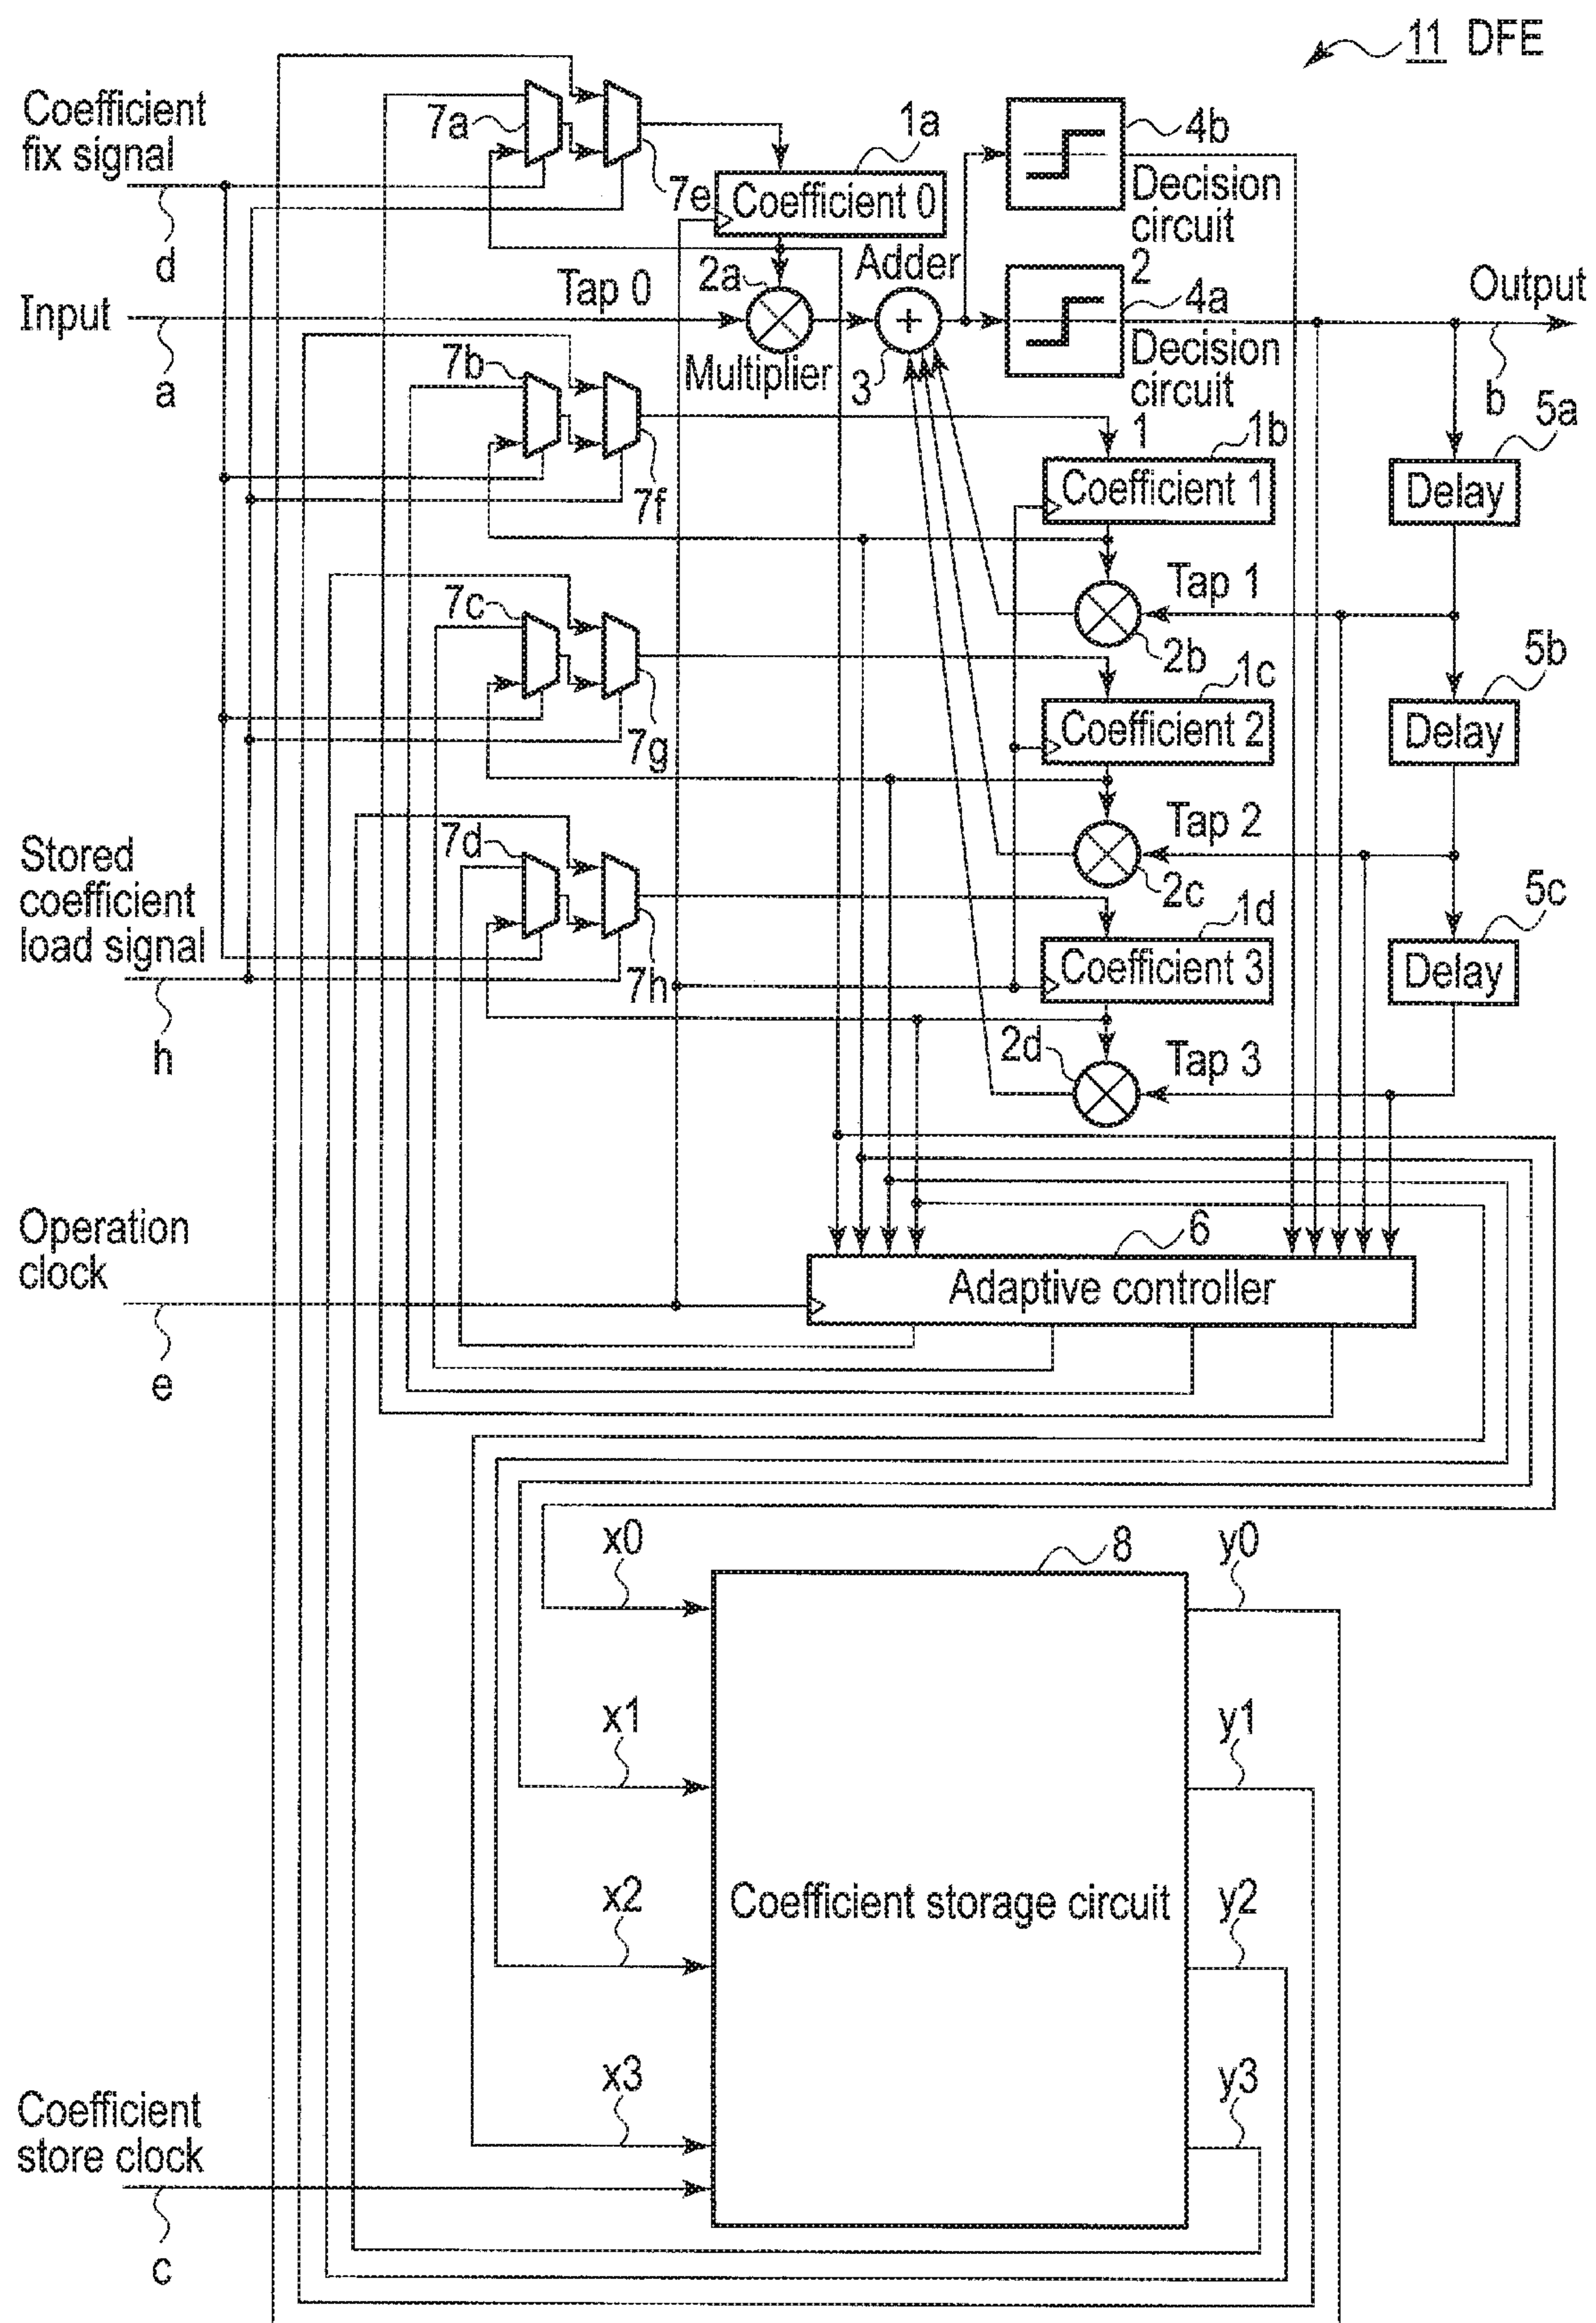 11 DFE
Coefficient
fix signal
d
7a
7e
1a
Coefficient 0
4b
Decision
circuit
2
Input
a
Tap 0
2a
Multiplier
Adder
3
4a
Decision
circuit
1
Output
b
7b
7f
1b
Coefficient 1
5a
Delay
Tap 1
2b
7c
7g
1c
Coefficient 2
5b
Delay
Tap 2
2c
Stored
coefficient
load signal
h
7d
7h
1d
Coefficient 3
5c
Delay
2d
Tap 3
Operation
clock
e
6
Adaptive controller
x0
8
y0
x1
y1
Coefficient storage circuit
x2
y2
x3
y3
Coefficient
store clock
c